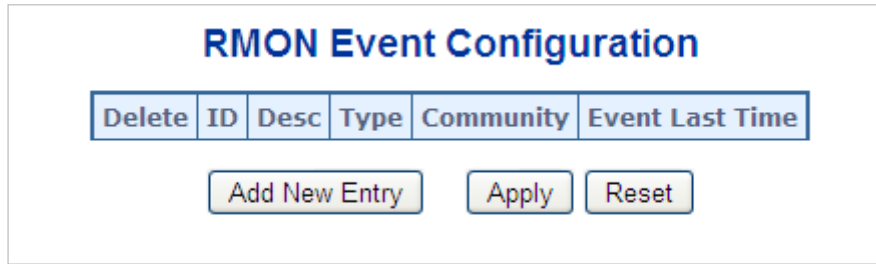 RMON Event Configuration
Delete ID Desc Type Community Event Last Time
Add New Entry Apply Reset